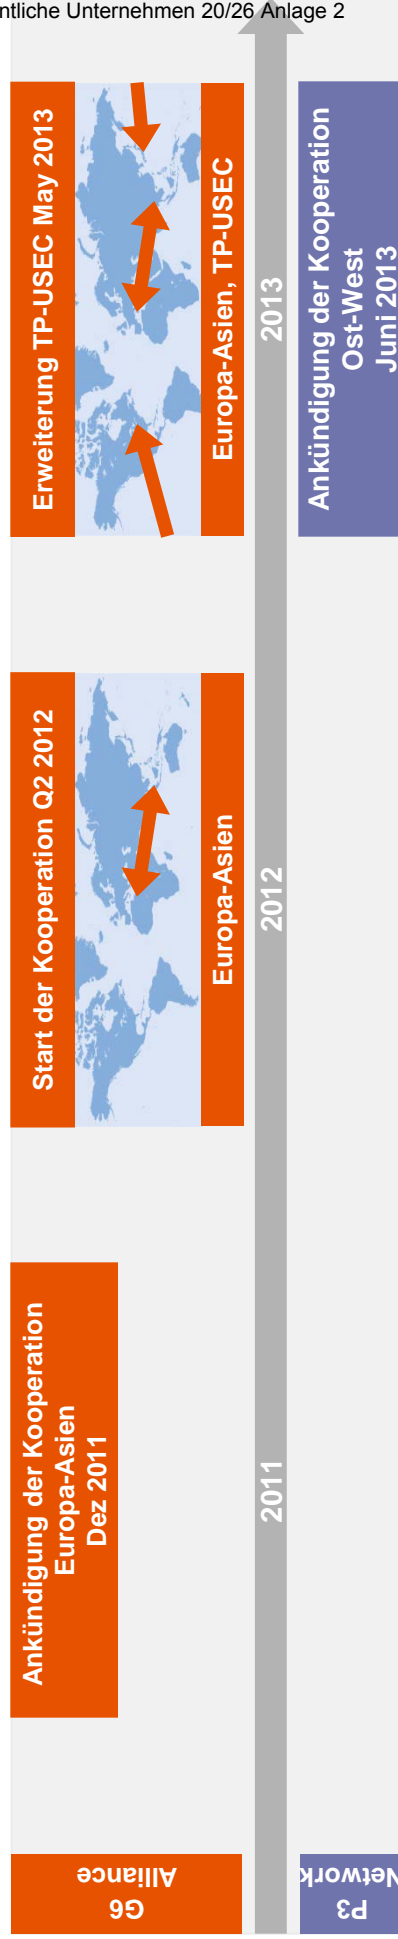 ntliche Unternehmen 20/26 Anlage 2
G6
Alliance
Ankündigung der Kooperation
Europa-Asien
Dez 2011
Start der Kooperation Q2 2012
Europa-Asien
Erweiterung TP-USEC May 2013
Europa-Asien, TP-USEC
2011
2012
2013
P3
Network
Ankündigung der Kooperation
Ost-West
Juni 2013